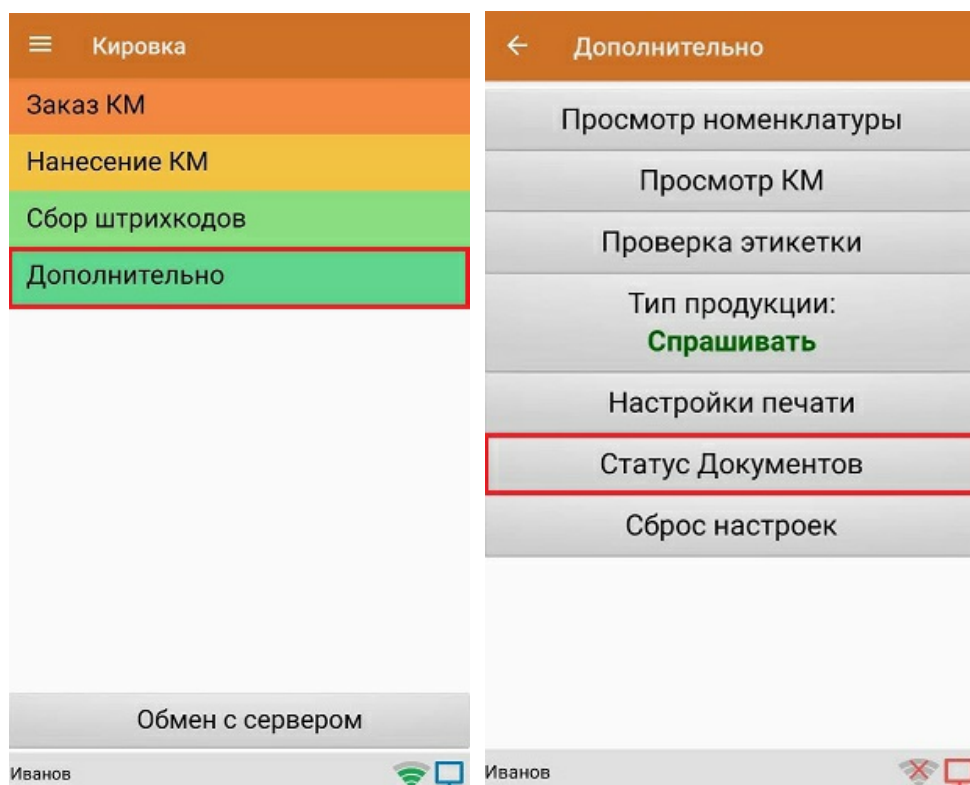 Кировка
Заказ КМ
Нанесение КМ
Сбор штрихкодов
Дополнительно
Обмен с сервером
Иванов
Дополнительно
Просмотр номенклатуры
Просмотр КМ
Проверка этикетки
Тип продукции:
Спрашивать
Настройки печати
Статус Документов
Сброс настроек
Иванов